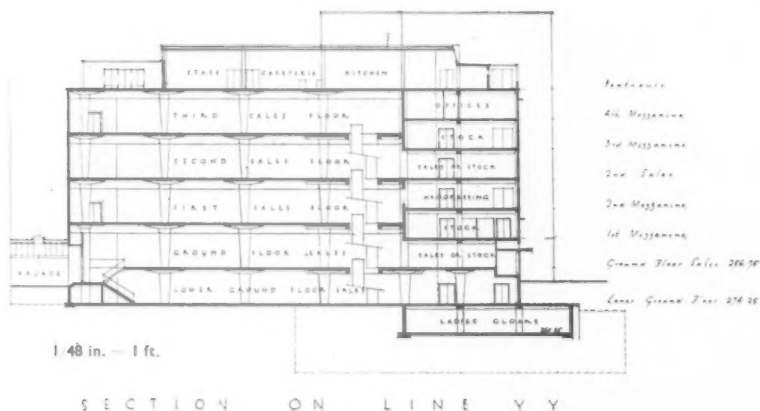 STAFF CAFETERIA KITCHEN
Penthouse
OFFICES
4th Mezzanine
THIRD SALES FLOOR
STOCK
3rd Mezzanine
SECOND SALES FLOOR
SALES OR STOCK
2nd Sales
HAIRDRESSING
2nd Mezzanine
FIRST SALES FLOOR
STOCK
1st Mezzanine
GROUND FLOOR SALES
SALES OR STOCK
Ground Floor Sales
ARCADE
LOWER GROUND FLOOR SALES
Lower Ground Floor
LADIES CLOAKS
1/48 in. = 1 ft.
SECTION ON LINE YY